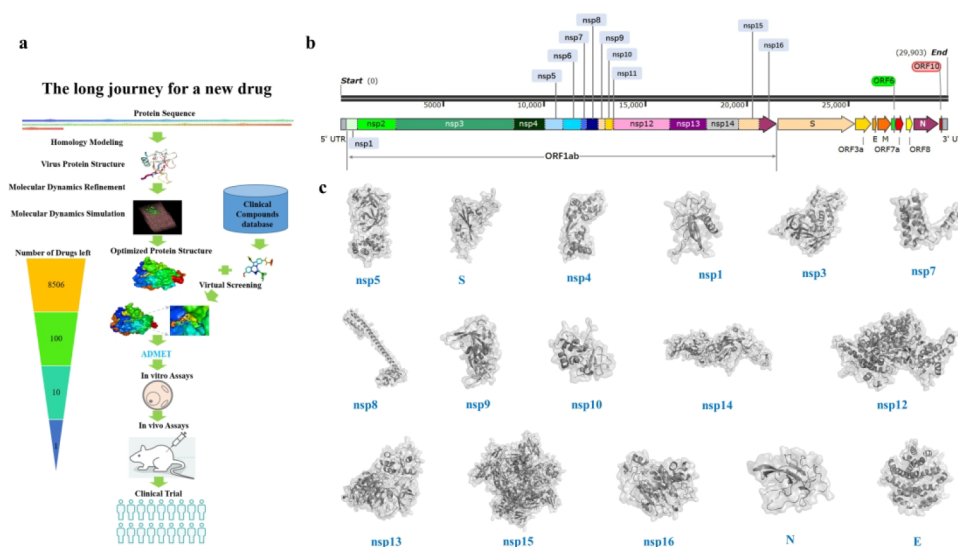 a
The long journey for a new drug
Protein Sequence
Homology Modeling
Virus Protein Structure
Molecular Dynamics Refinement
Molecular Dynamics Simulation
Clinical
Compounds
database
Optimized Protein Structure
Number of Drugs left
Virtual Screening
8506
100
10
1
ADMET
In vitro Assays
In vivo Assays
Clinical Trial
b
nsp8
nsp7
nsp9
nsp6
nsp10
nsp5
nsp11
nsp15
nsp16
(29,903) End
ORF10
ORF6
Start (0)
5000
10,000
15,000
20,000
25,000
nsp2
nsp3
nsp4
nsp12
nsp13
nsp14
S
N
5' UTR
nsp1
E M
3' U
ORF3a
ORF7a
ORF8
ORF1ab
c
nsp5
S
nsp4
nsp1
nsp3
nsp7
nsp8
nsp9
nsp10
nsp14
nsp12
nsp13
nsp15
nsp16
N
E